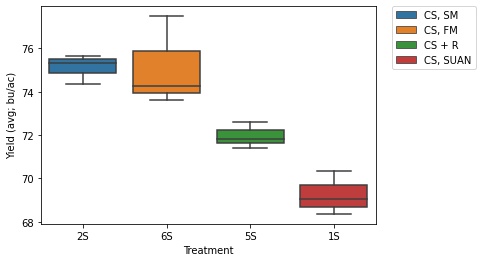 CS, SM
CS, FM
CS + R
CS, SUAN
Yield (avg; bu/ac)
76
74
72
70
68
2S
6S
5S
1S
Treatment